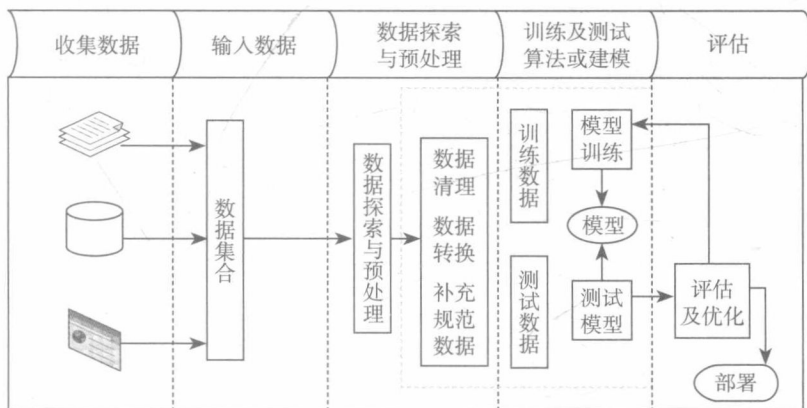 收集数据
输入数据
数据探索
与预处理
训练及测试
算法或建模
评估
数据集合
数据探索与预处理
数据
清理
数据
转换
补充
规范
数据
训练数据
测试数据
模型
训练
模型
测试
模型
评估
及优化
部署